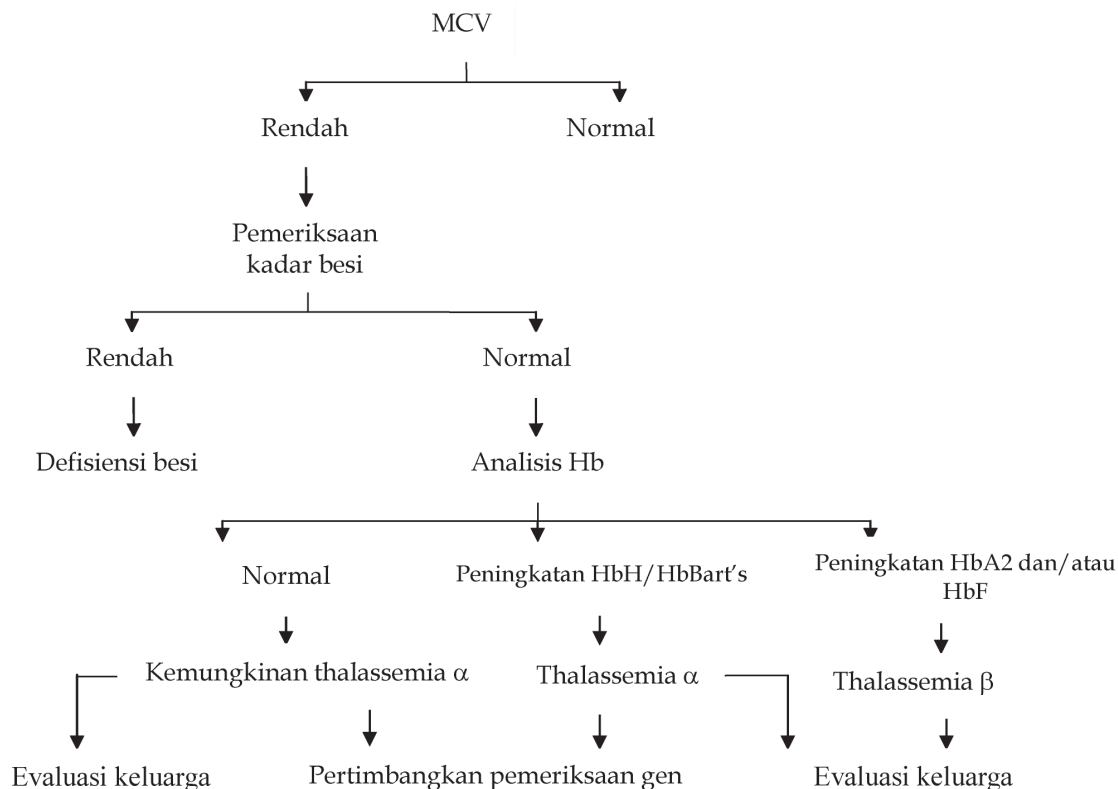 MCV
Rendah
Normal
Pemeriksaan
kadar besi
Rendah
Normal
Defisiensi besi
Analisis Hb
Normal
Peningkatan HbH/HbBart's
Peningkatan HbA2 dan/atau
HbF
Kemungkinan thalassemia α
Thalassemia α
Thalassemia β
Evaluasi keluarga
Pertimbangkan pemeriksaan gen
Evaluasi keluarga